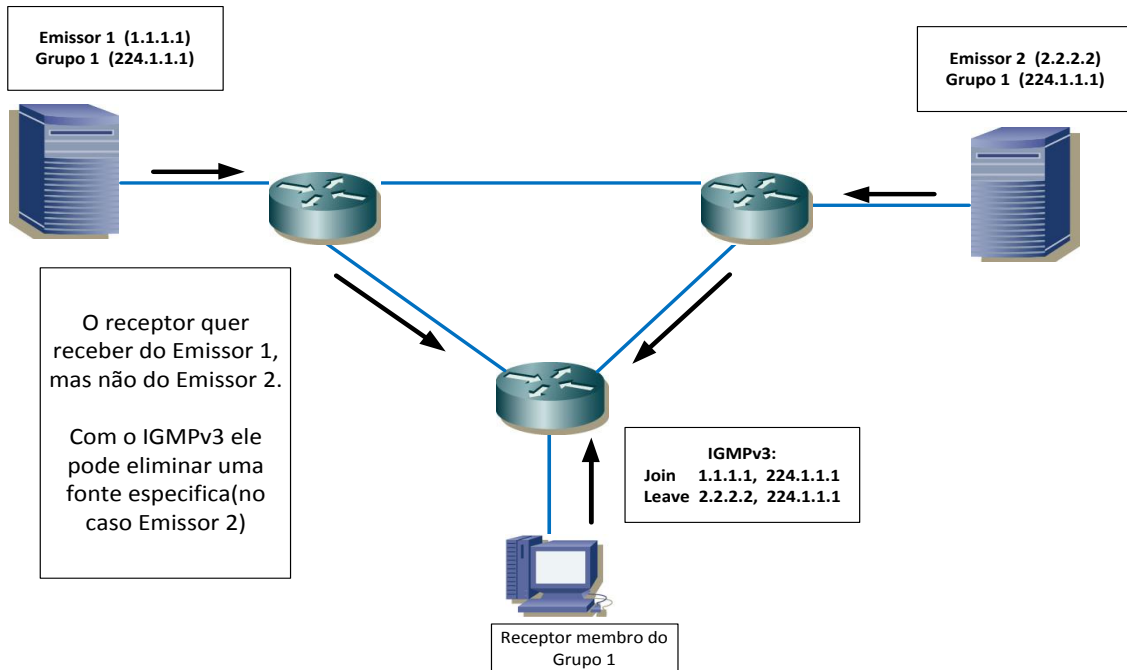 Emissor 1 (1.1.1.1)
Grupo 1 (224.1.1.1)
Emissor 2 (2.2.2.2)
Grupo 1 (224.1.1.1)
O receptor quer
receber do Emissor 1,
mas não do Emissor 2.
Com o IGMPv3 ele
pode eliminar uma
fonte especifica(no
caso Emissor 2)
IGMPv3:
Join 1.1.1.1, 224.1.1.1
Leave 2.2.2.2, 224.1.1.1
Receptor membro do
Grupo 1